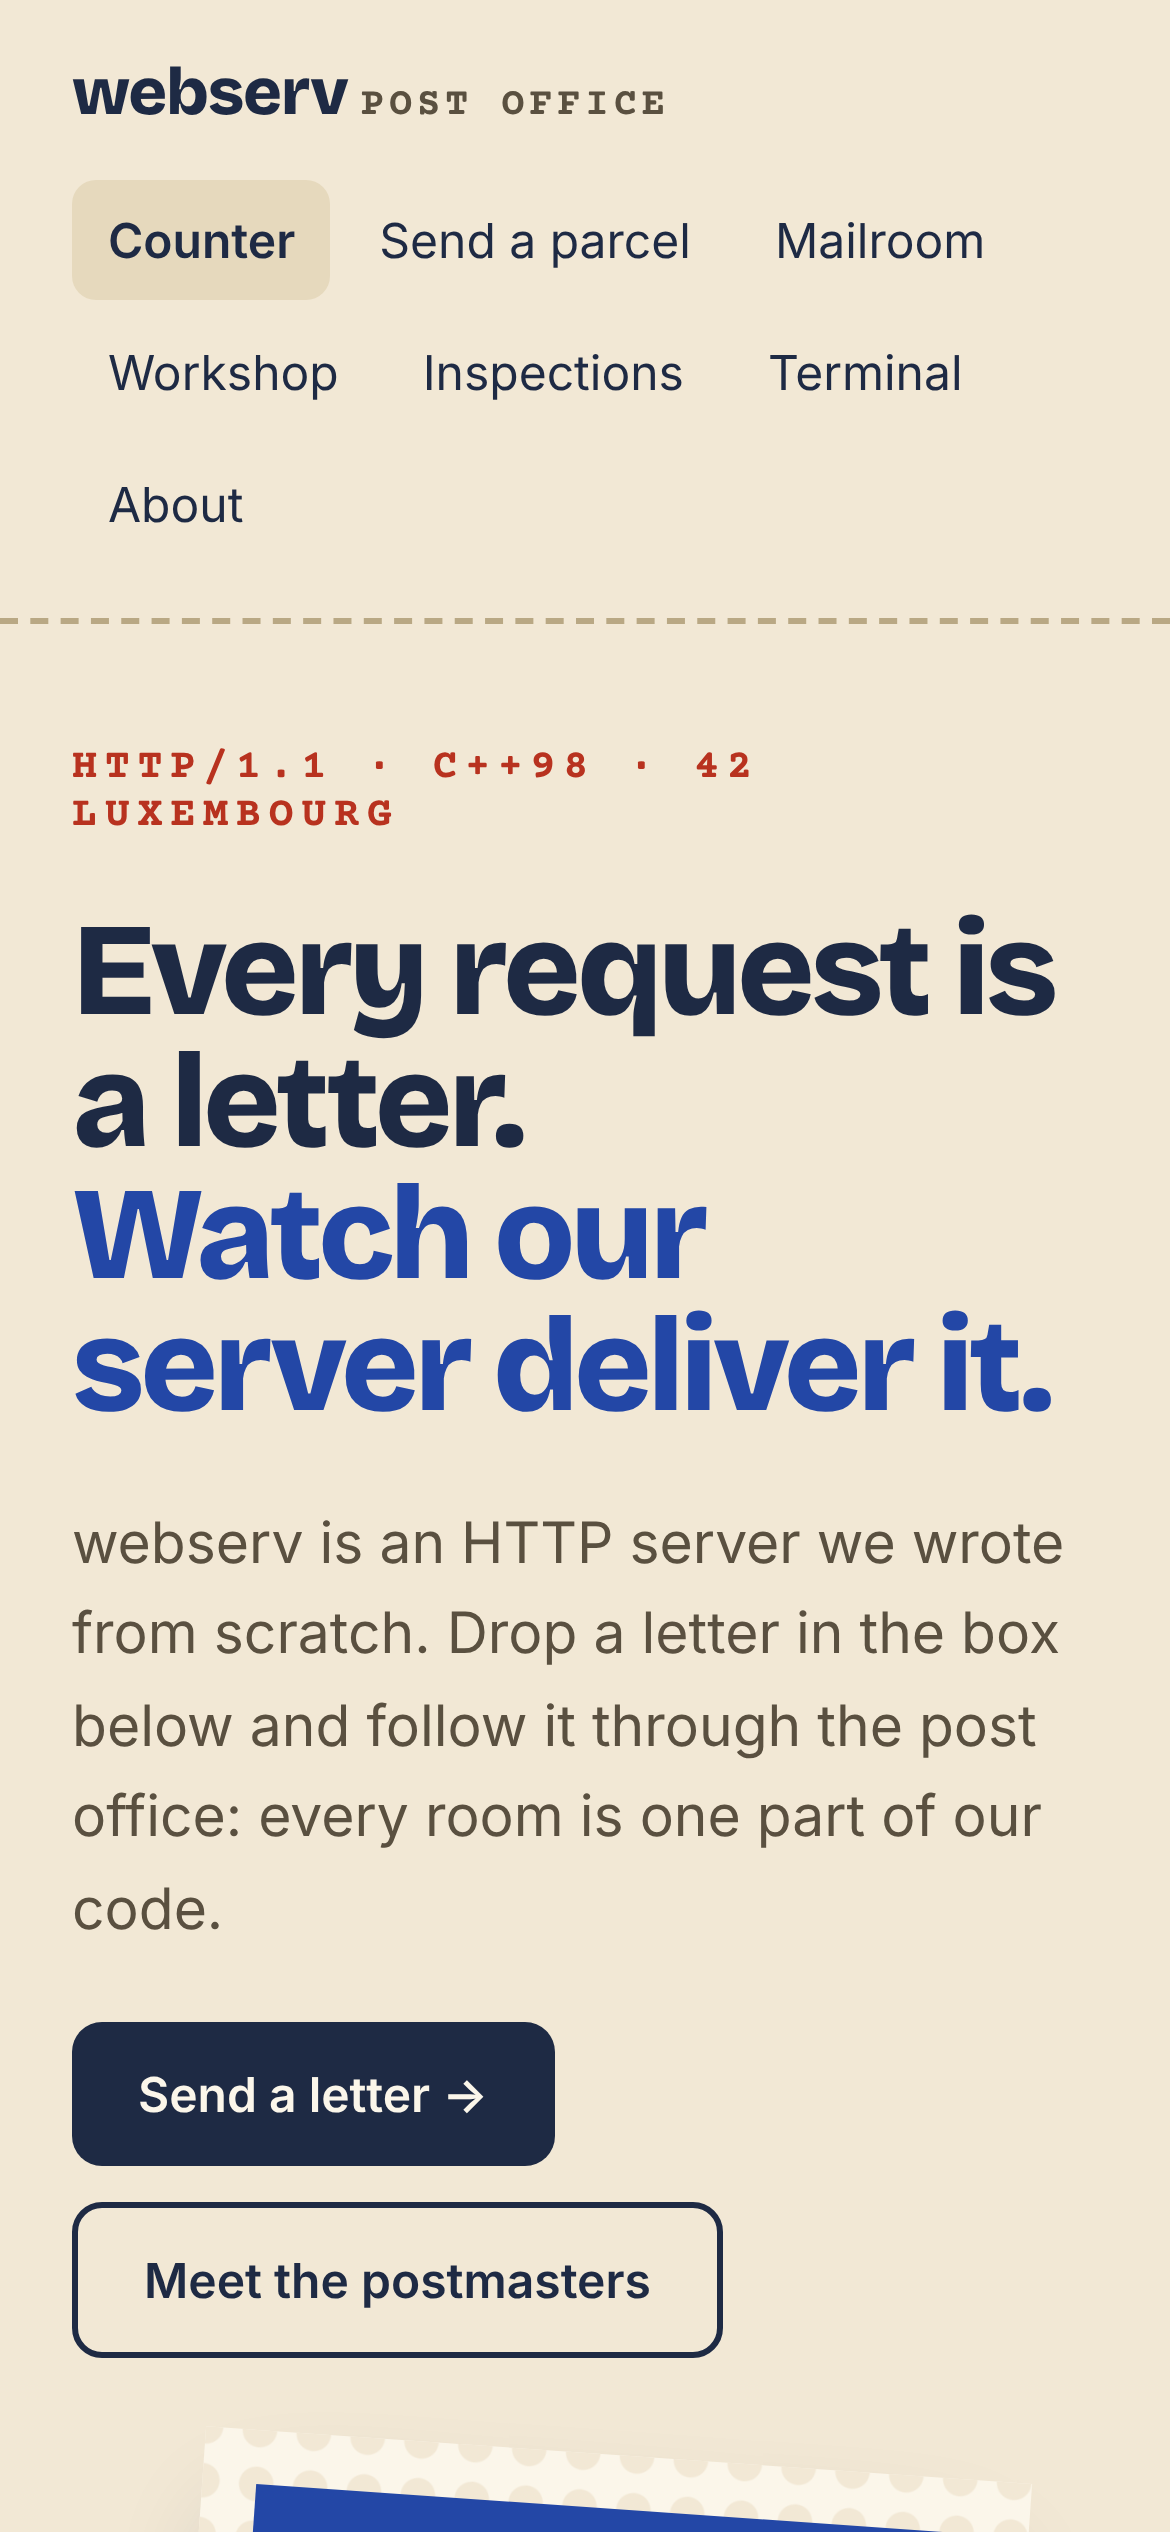 webserv POST OFFICE
Counter Send a parcel Mailroom
Workshop Inspections Terminal
About
HTTP/1.1 · C++98 · 42
LUXEMBOURG
Every request is
a letter.
Watch our
server deliver it.
webserv is an HTTP server we wrote
from scratch. Drop a letter in the box
below and follow it through the post
office: every room is one part of our
code.
Send a letter →
Meet the postmasters